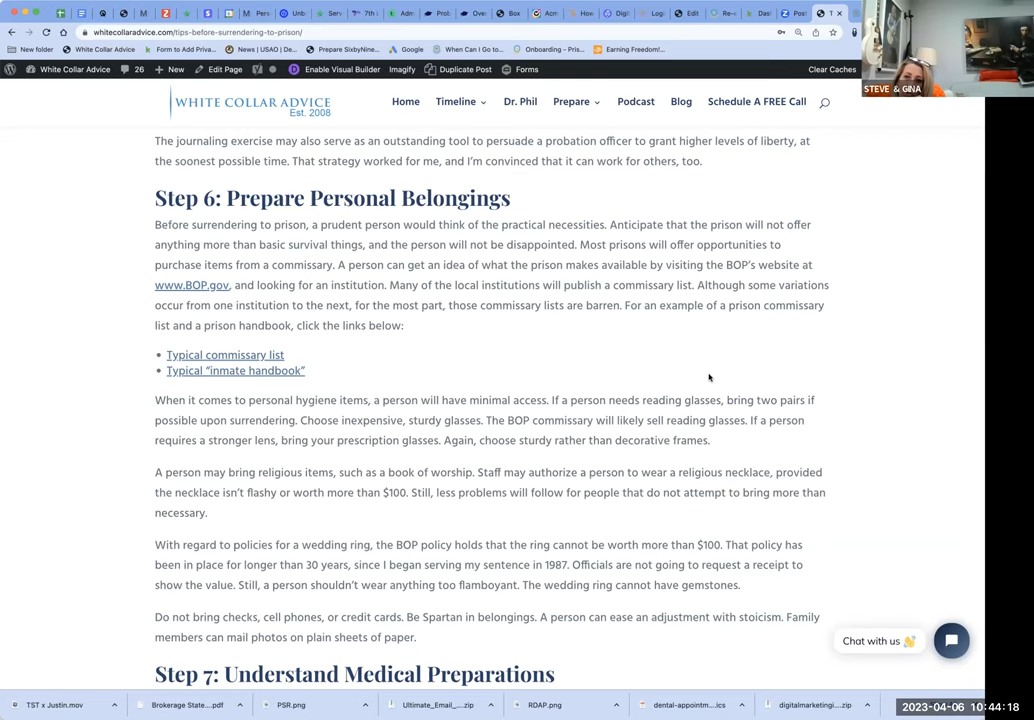 Pers
Unb
Serv
7th
Adm
Prob
Over
Box
Acm
How
Digi
Logi
Edit
Re-c
Das
Post
T
whitecollaradvice.com/tips-before-surrendering-to-prison/
New folder
White Collar Advice
Form to Add Priva...
News | USAO | De...
Prepare SixbyNine...
Google
When Can I Go to...
Onboarding - Pris...
Earning Freedom!...
White Collar Advice
26
+ New
Edit Page
Enable Visual Builder
Imagify
Duplicate Post
Forms
Clear Caches
STEVE & GINA
WHITE COLLAR ADVICE
Est. 2008
Home
Timeline
Dr. Phil
Prepare
Podcast
Blog
Schedule A FREE Call
The journaling exercise may also serve as an outstanding tool to persuade a probation officer to grant higher levels of liberty, at
the soonest possible time. That strategy worked for me, and I'm convinced that it can work for others, too.
Step 6: Prepare Personal Belongings
Before surrendering to prison, a prudent person would think of the practical necessities. Anticipate that the prison will not offer
anything more than basic survival things, and the person will not be disappointed. Most prisons will offer opportunities to
purchase items from a commissary. A person can get an idea of what the prison makes available by visiting the BOP's website at
www.BOP.gov, and looking for an institution. Many of the local institutions will publish a commissary list. Although some variations
occur from one institution to the next, for the most part, those commissary lists are barren. For an example of a prison commissary
list and a prison handbook, click the links below:
• Typical commissary list
• Typical "inmate handbook"
When it comes to personal hygiene items, a person will have minimal access. If a person needs reading glasses, bring two pairs if
possible upon surrendering. Choose inexpensive, sturdy glasses. The BOP commissary will likely sell reading glasses. If a person
requires a stronger lens, bring your prescription glasses. Again, choose sturdy rather than decorative frames.
A person may bring religious items, such as a book of worship. Staff may authorize a person to wear a religious necklace, provided
the necklace isn't flashy or worth more than $100. Still, less problems will follow for people that do not attempt to bring more than
necessary.
With regard to policies for a wedding ring, the BOP policy holds that the ring cannot be worth more than $100. That policy has
been in place for longer than 30 years, since I began serving my sentence in 1987. Officials are not going to request a receipt to
show the value. Still, a person shouldn't wear anything too flamboyant. The wedding ring cannot have gemstones.
Do not bring checks, cell phones, or credit cards. Be Spartan in belongings. A person can ease an adjustment with stoicism. Family
members can mail photos on plain sheets of paper.
Chat with us 👋
Step 7: Understand Medical Preparations
TST x Justin.mov
Brokerage State....pdf
PSR.png
Ultimate_Email_....zip
RDAP.png
dental-appointm....ics
digitalmarketingi....zip
2023-04-06 10:44:18